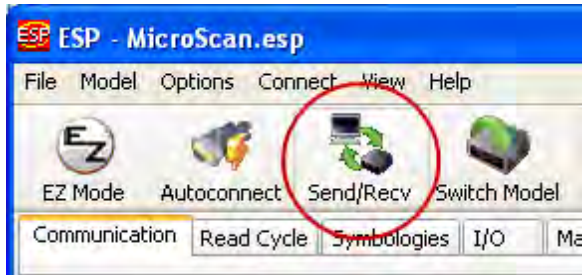 ESP ESP - MicroScan.esp
File Model Options Connect View Help
EZ
EZ Mode Autoconnect Send/Recv Switch Model
Communication Read Cycle Symbologies I/O Ma